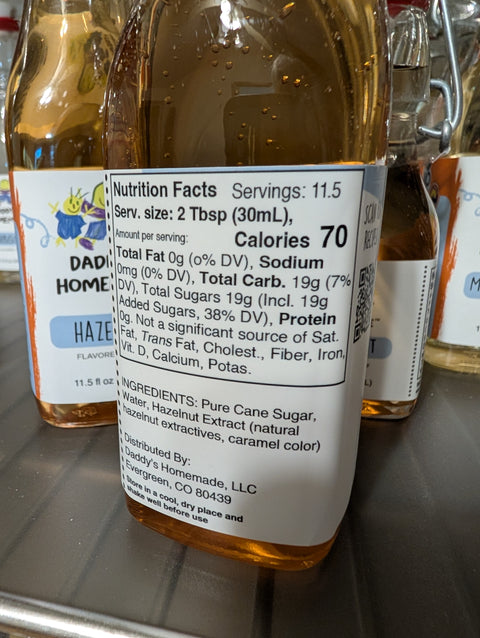 Nutrition Facts Servings: 11.5
Serv. size: 2 Tbsp (30mL),
Amount per serving: Calories 70
Total Fat 0g (0% DV), Sodium
0mg (0% DV), Total Carb. 19g (7%
DV), Total Sugars 19g (Incl. 19g
Added Sugars, 38% DV), Protein
0g. Not a significant source of Sat.
Fat, Trans Fat, Cholest., Fiber, Iron,
Vit. D, Calcium, Potas.
INGREDIENTS: Pure Cane Sugar,
Water, Hazelnut Extract (natural
hazelnut extractives, caramel color)
Distributed By:
Daddy's Homemade, LLC
Evergreen, CO 80439
Store in a cool, dry place and
shake well before use
DADD
HOME
HAZE
FLAVORE
11.5 fl oz
SCAN
RECIP
T
L)
M